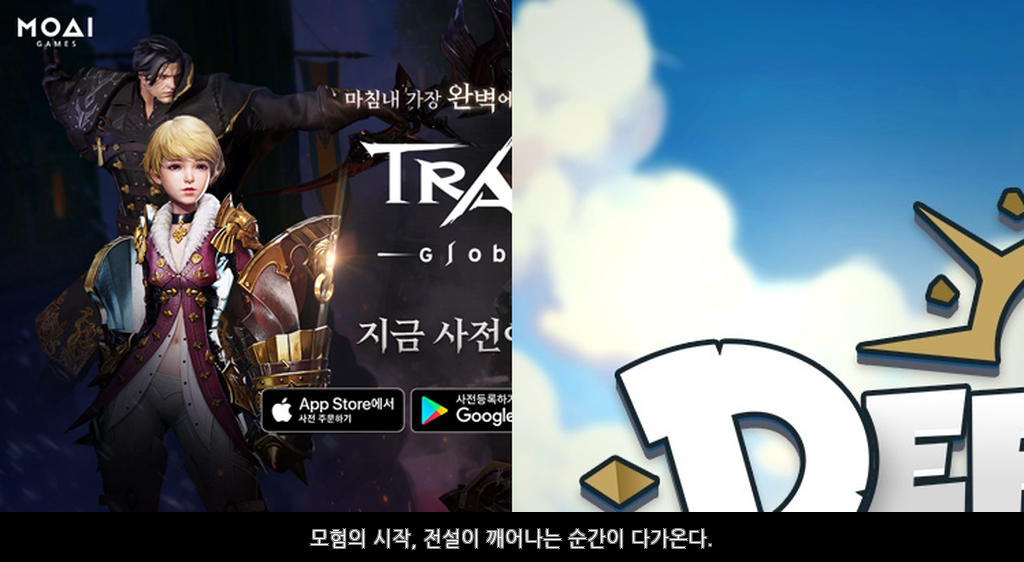 MOAI
GAMES
마침내 가장 완벽에
TRA
Glob
지금 사전
App Store에서
사전 주문하기
사전등록하기
Google
DEF
모험의 시작, 전설이 깨어나는 순간이 다가온다.